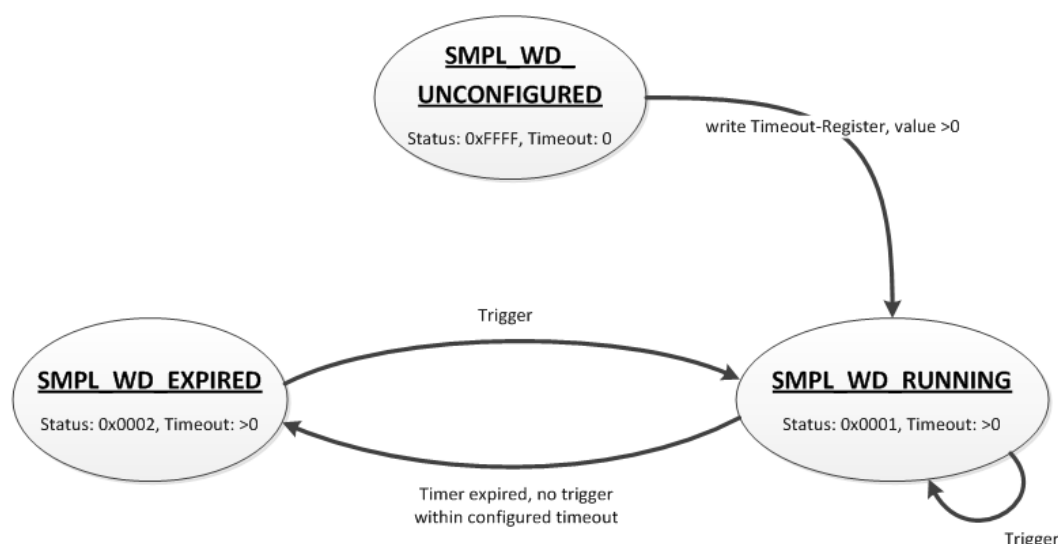 SMPL_WD_
UNCONFIGURED
Status: 0xFFFF, Timeout: 0
write Timeout-Register, value >0
Trigger
SMPL_WD_EXPIRED
Status: 0x0002, Timeout: >0
SMPL_WD_RUNNING
Status: 0x0001, Timeout: >0
Timer expired, no trigger
within configured timeout
Trigger